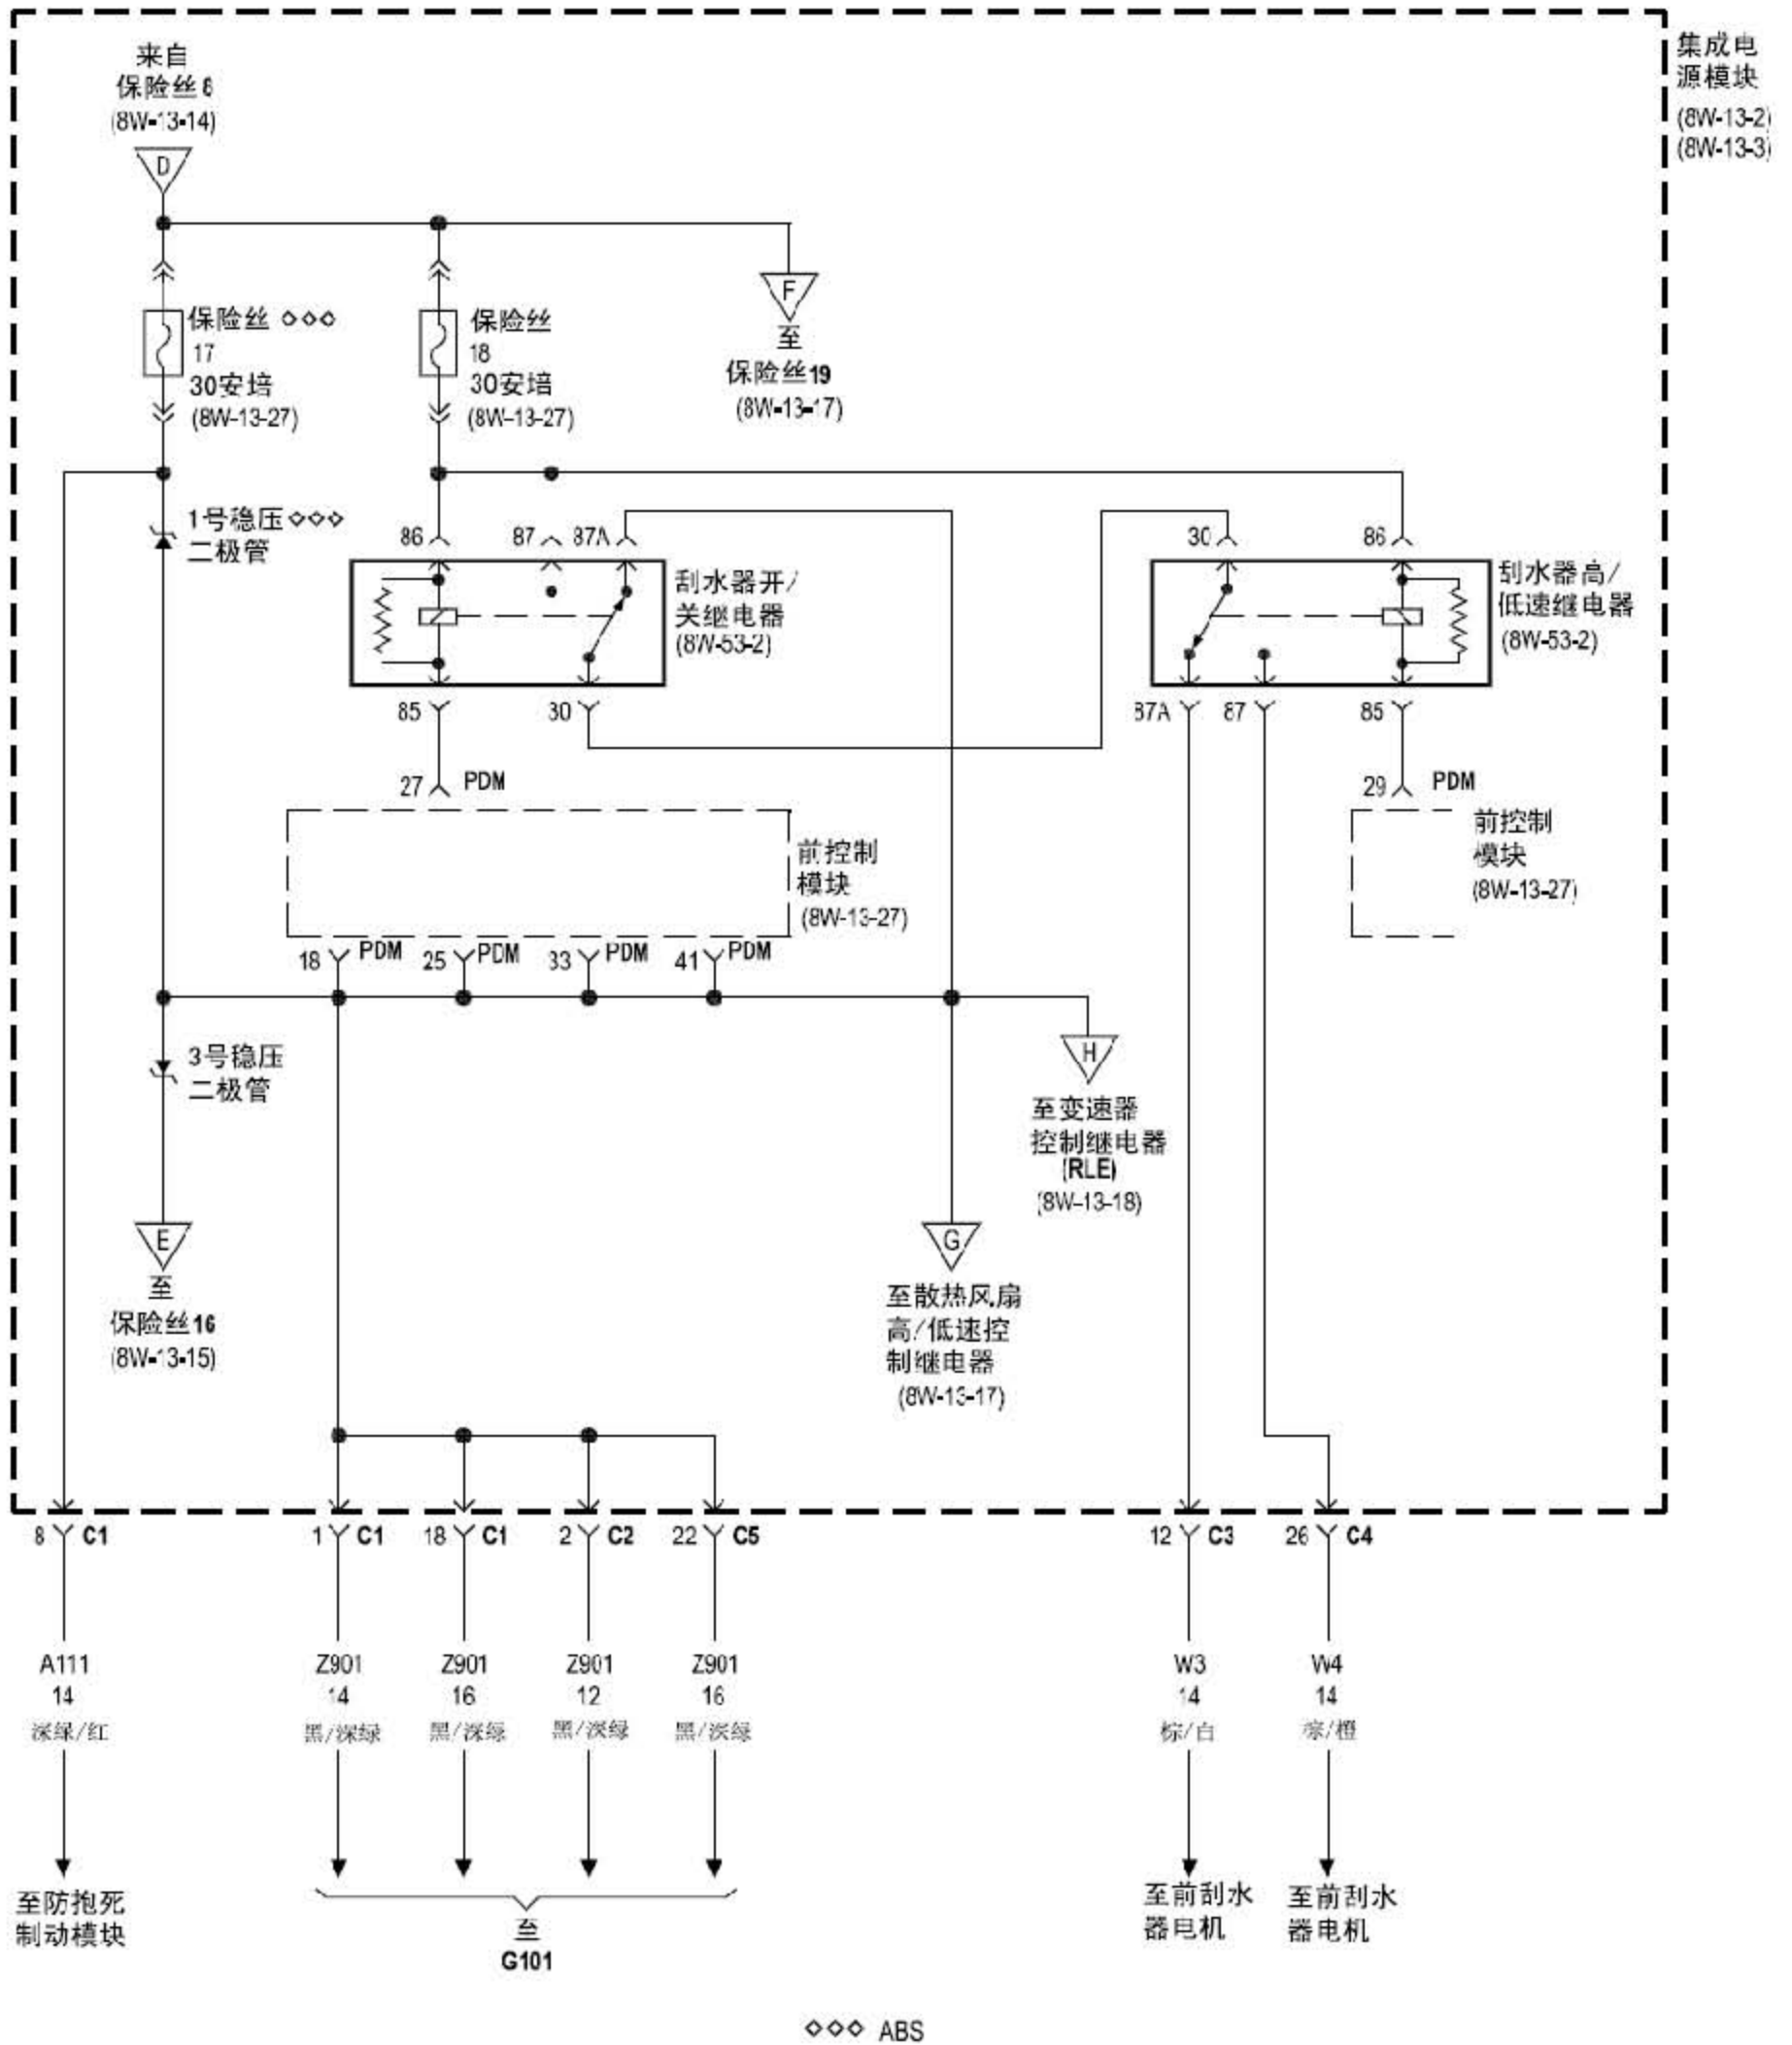 集成电
源模块
(8W-13-2)
(8W-13-3)
来自
保险丝8
(8W-13-14)
D
F
至
保险丝19
(8W-13-17)
保险丝 ◇◇◇
17
30安培
(8W-13-27)
保险丝
18
30安培
(8W-13-27)
1号稳压◇◇◇
二极管
86
87
87A
30
86
刮水器开/
关继电器
(8W-53-2)
刮水器高/
低速继电器
(8W-53-2)
85
30
87A
87
85
27
PDM
29
PDM
前控制
模块
(8W-13-27)
前控制
模块
(8W-13-27)
18
PDM
25
PDM
33
PDM
41
PDM
3号稳压
二极管
H
至变速器
控制继电器
(RLE)
(8W-13-18)
E
至
保险丝16
(8W-13-15)
G
至散热风扇
高/低速控
制继电器
(8W-13-17)
8
C1
1
C1
18
C1
2
C2
22
C5
12
C3
26
C4
A111
14
深绿/红
Z901
14
黑/深绿
Z901
16
黑/深绿
Z901
12
黑/深绿
Z901
16
黑/深绿
W3
14
棕/白
W4
14
棕/橙
至防抱死
制动模块
至
G101
至前刮水
器电机
至前刮水
器电机
◇◇◇ ABS